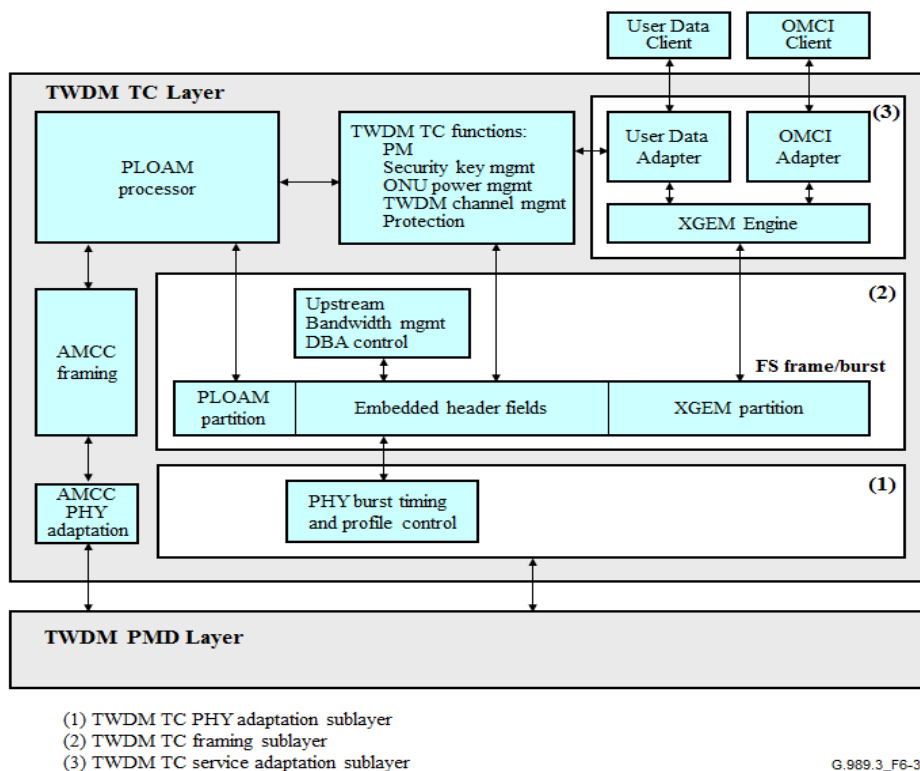 User Data
Client
OMCI
Client
TWDM TC Layer
(3)
PLOAM
processor
TWDM TC functions:
PM
Security key mgmt
ONU power mgmt
TWDM channel mgmt
Protection
User Data
Adapter
OMCI
Adapter
XGEM Engine
(2)
Upstream
Bandwidth mgmt
DBA control
AMCC
framing
FS frame/burst
PLOAM
partition
Embedded header fields
XGEM partition
(1)
AMCC
PHY
adaptation
PHY burst timing
and profile control
TWDM PMD Layer
(1) TWDM TC PHY adaptation sublayer
(2) TWDM TC framing sublayer
(3) TWDM TC service adaptation sublayer
G.989.3_F6-3